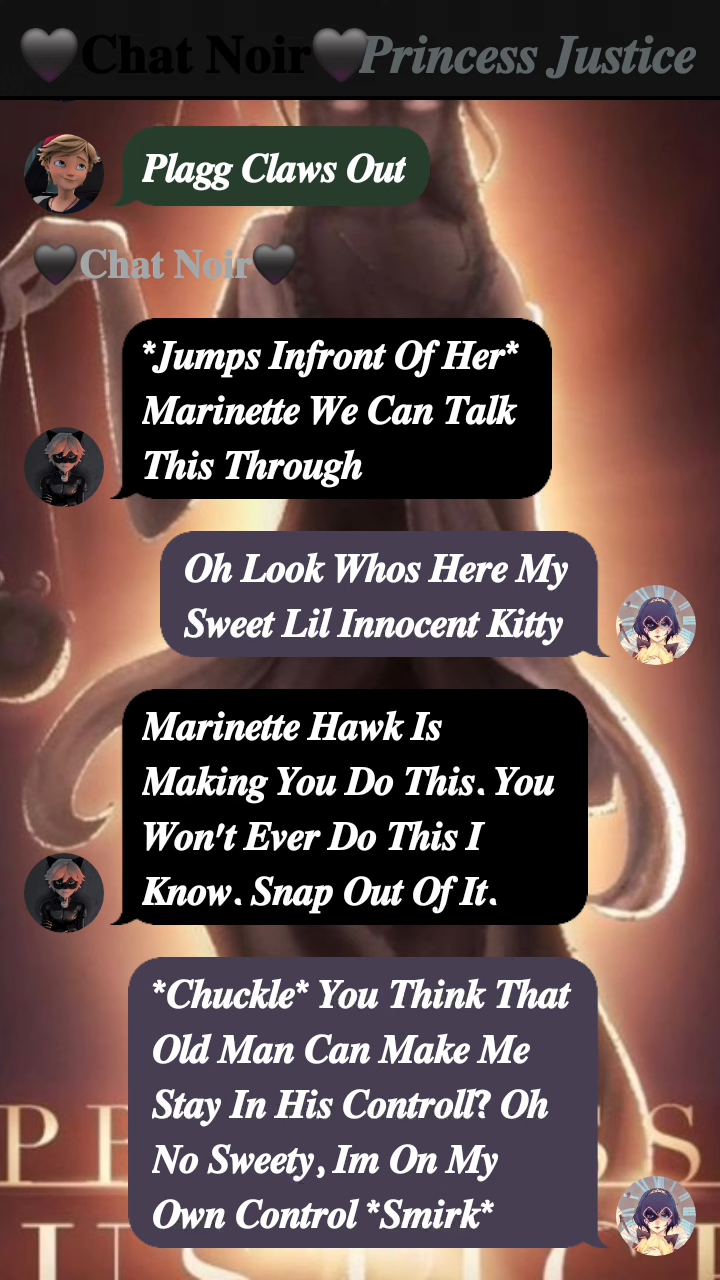 🖤Chat Noir🖤 Princess Justice
Plagg Claws Out
🖤Chat Noir🖤
*Jumps Infront Of Her*
Marinette We Can Talk
This Through
Oh Look Whos Here My
Sweet Lil Innocent Kitty
Marinette Hawk Is
Making You Do This. You
Won't Ever Do This I
Know. Snap Out Of It.
*Chuckle* You Think That
Old Man Can Make Me
Stay In His Controll? Oh
No Sweety, Im On My
Own Control *Smirk*